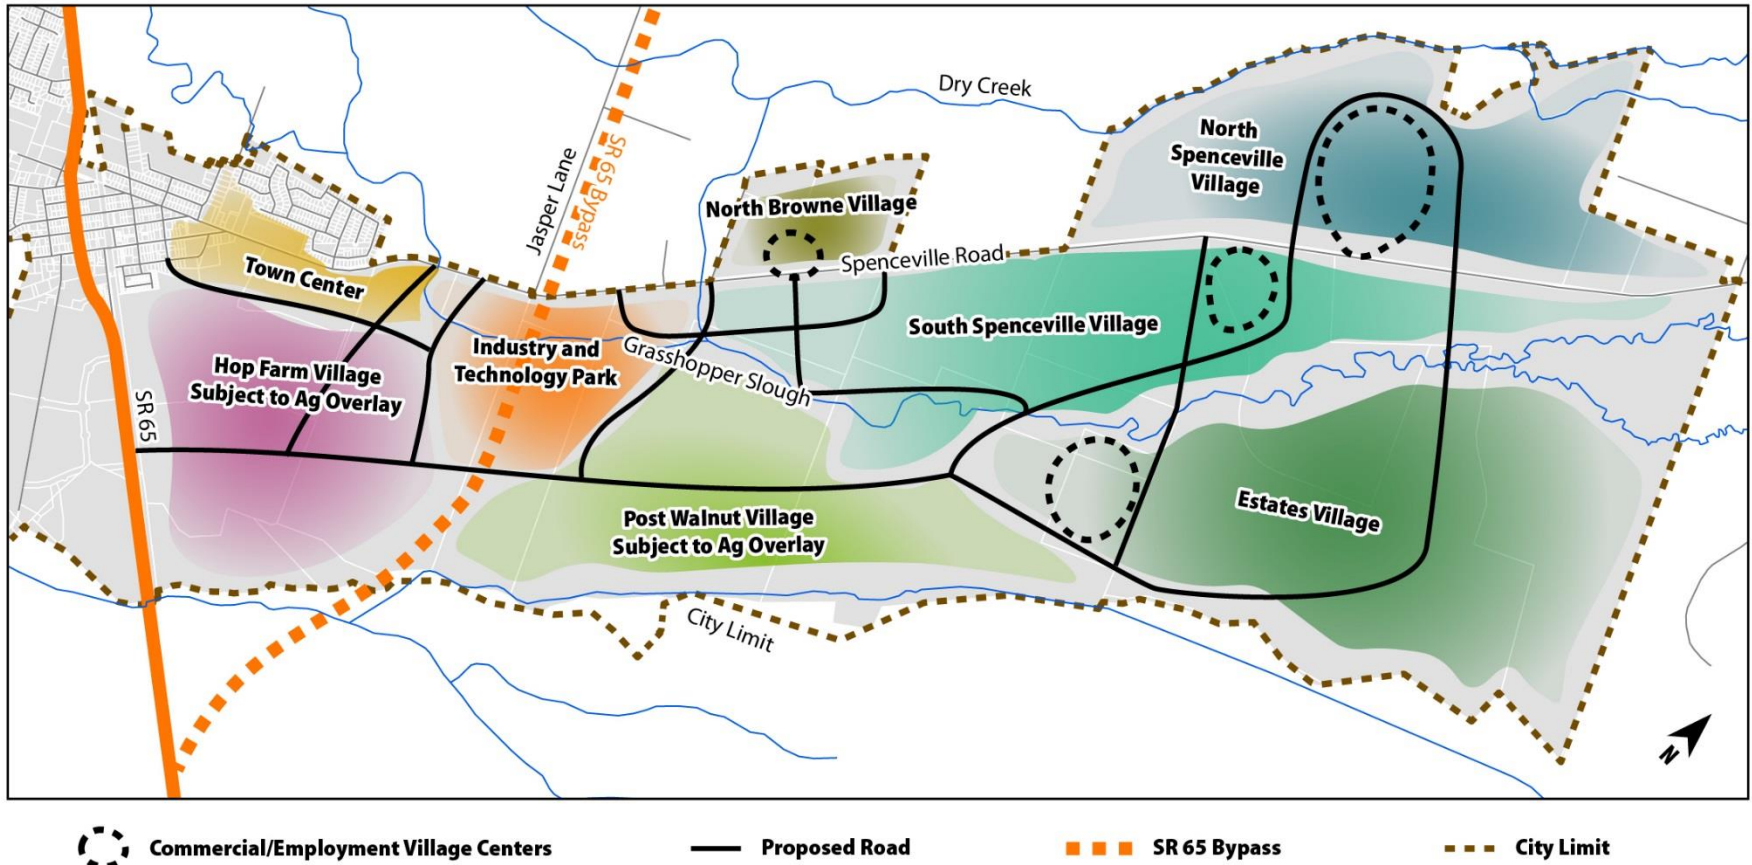 Dry Creek
North
Spenceville
Village
Jasper Lane
SR 65 Bypass
North Browne Village
Spenceville Road
Town Center
South Spenceville Village
Industry and
Technology Park
Grasshopper Slough
Hop Farm Village
Subject to Ag Overlay
SR 65
Post Walnut Village
Subject to Ag Overlay
Estates Village
City Limit
N
Commercial/Employment Village Centers
Proposed Road
SR 65 Bypass
City Limit